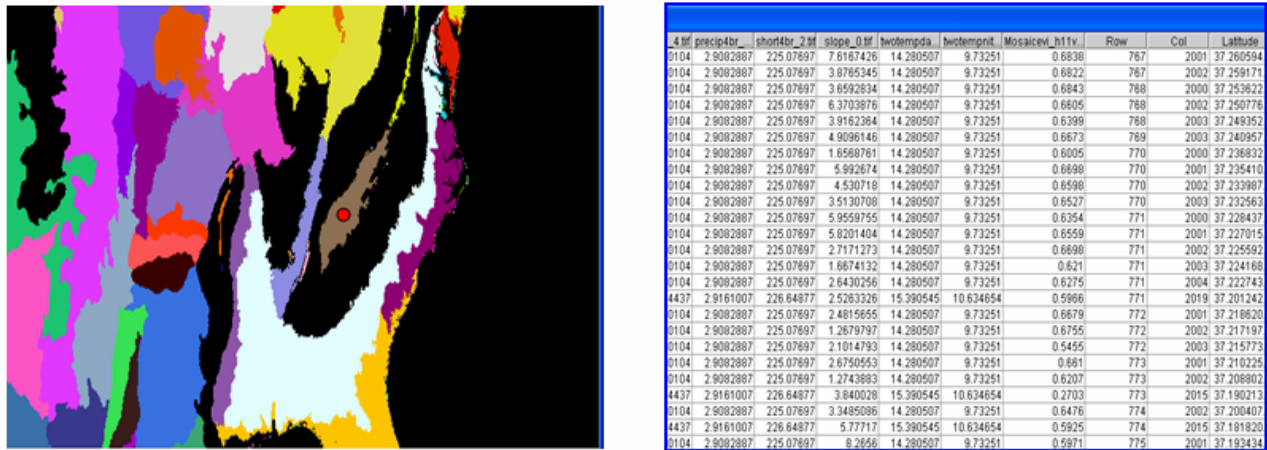 _4.tif precip4br_... short4br_2.tif slope_0.tif twotempda... twotempnit... Mosaicevi_h11v... Row Col Latitude
0104 2.9082887 225.07697 7.6167426 14.280507 9.73251 0.6838 767 2001 37.260594
0104 2.9082887 225.07697 3.8765345 14.280507 9.73251 0.6822 767 2002 37.259171
0104 2.9082887 225.07697 3.6592834 14.280507 9.73251 0.6843 768 2000 37.253622
0104 2.9082887 225.07697 6.3703876 14.280507 9.73251 0.6605 768 2002 37.250776
0104 2.9082887 225.07697 3.9162364 14.280507 9.73251 0.6399 768 2003 37.249352
0104 2.9082887 225.07697 4.9096146 14.280507 9.73251 0.6673 769 2003 37.240957
0104 2.9082887 225.07697 1.6568761 14.280507 9.73251 0.6005 770 2000 37.236832
0104 2.9082887 225.07697 5.992674 14.280507 9.73251 0.6698 770 2001 37.235410
0104 2.9082887 225.07697 4.530718 14.280507 9.73251 0.6598 770 2002 37.233987
0104 2.9082887 225.07697 3.5130708 14.280507 9.73251 0.6527 770 2003 37.232563
0104 2.9082887 225.07697 5.9559755 14.280507 9.73251 0.6354 771 2000 37.228437
0104 2.9082887 225.07697 5.8201404 14.280507 9.73251 0.6559 771 2001 37.227015
0104 2.9082887 225.07697 2.7171273 14.280507 9.73251 0.6698 771 2002 37.225592
0104 2.9082887 225.07697 1.6674132 14.280507 9.73251 0.621 771 2003 37.224168
0104 2.9082887 225.07697 2.6430256 14.280507 9.73251 0.6275 771 2004 37.222743
4437 2.9161007 226.64877 2.5263326 15.390545 10.634654 0.5966 771 2019 37.201242
0104 2.9082887 225.07697 2.4815655 14.280507 9.73251 0.6679 772 2001 37.218620
0104 2.9082887 225.07697 1.2679797 14.280507 9.73251 0.6755 772 2002 37.217197
0104 2.9082887 225.07697 2.1014793 14.280507 9.73251 0.5455 772 2003 37.215773
0104 2.9082887 225.07697 2.6750553 14.280507 9.73251 0.661 773 2001 37.210225
0104 2.9082887 225.07697 1.2743883 14.280507 9.73251 0.6207 773 2002 37.208802
4437 2.9161007 226.64877 3.840028 15.390545 10.634654 0.2703 773 2015 37.190213
0104 2.9082887 225.07697 3.3485086 14.280507 9.73251 0.6476 774 2002 37.200407
4437 2.9161007 226.64877 5.77717 15.390545 10.634654 0.5925 774 2015 37.181820
0104 2.9082887 225.07697 8.2656 14.280507 9.73251 0.5971 775 2001 37.193434